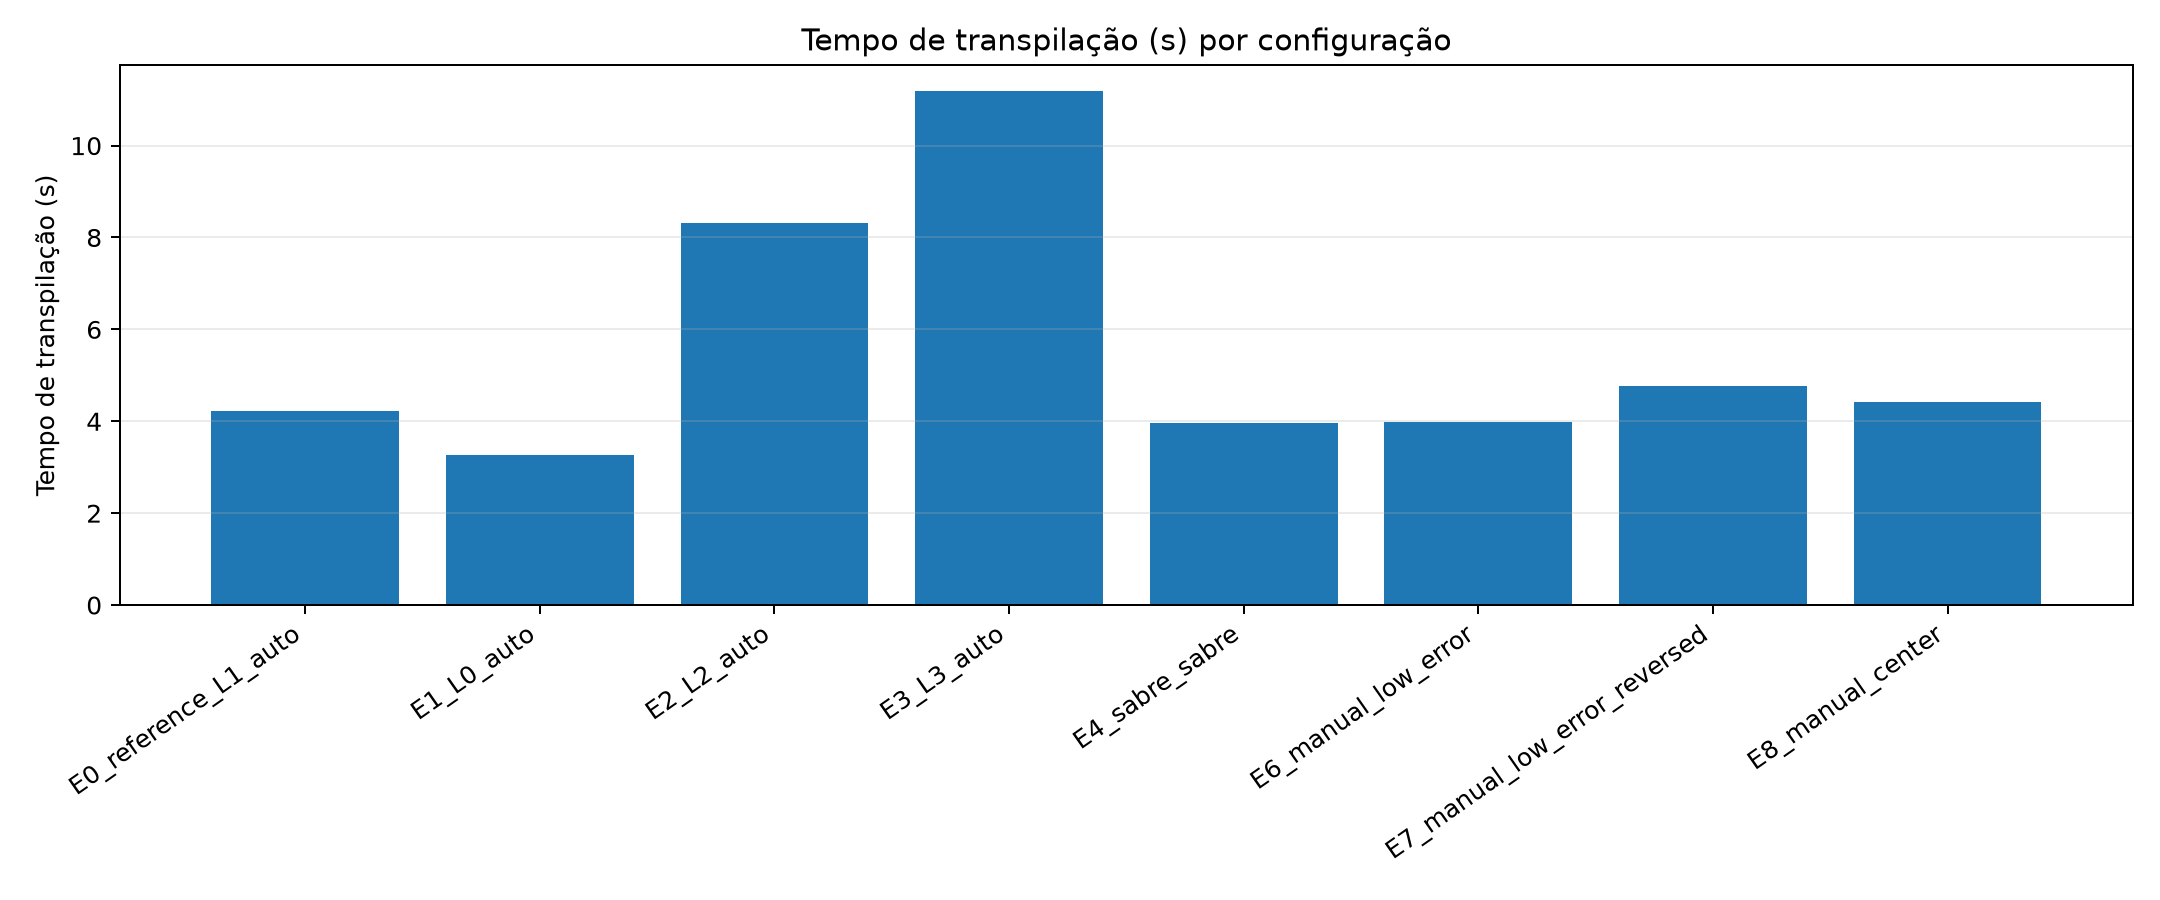 Tempo de transpilação (s) por configuração
Tempo de transpilação (s)
10
8
6
4
2
0
E0_reference_L1_auto
E1_L0_auto
E2_L2_auto
E3_L3_auto
E4_sabre_sabre
E6_manual_low_error
E7_manual_low_error_reversed
E8_manual_center